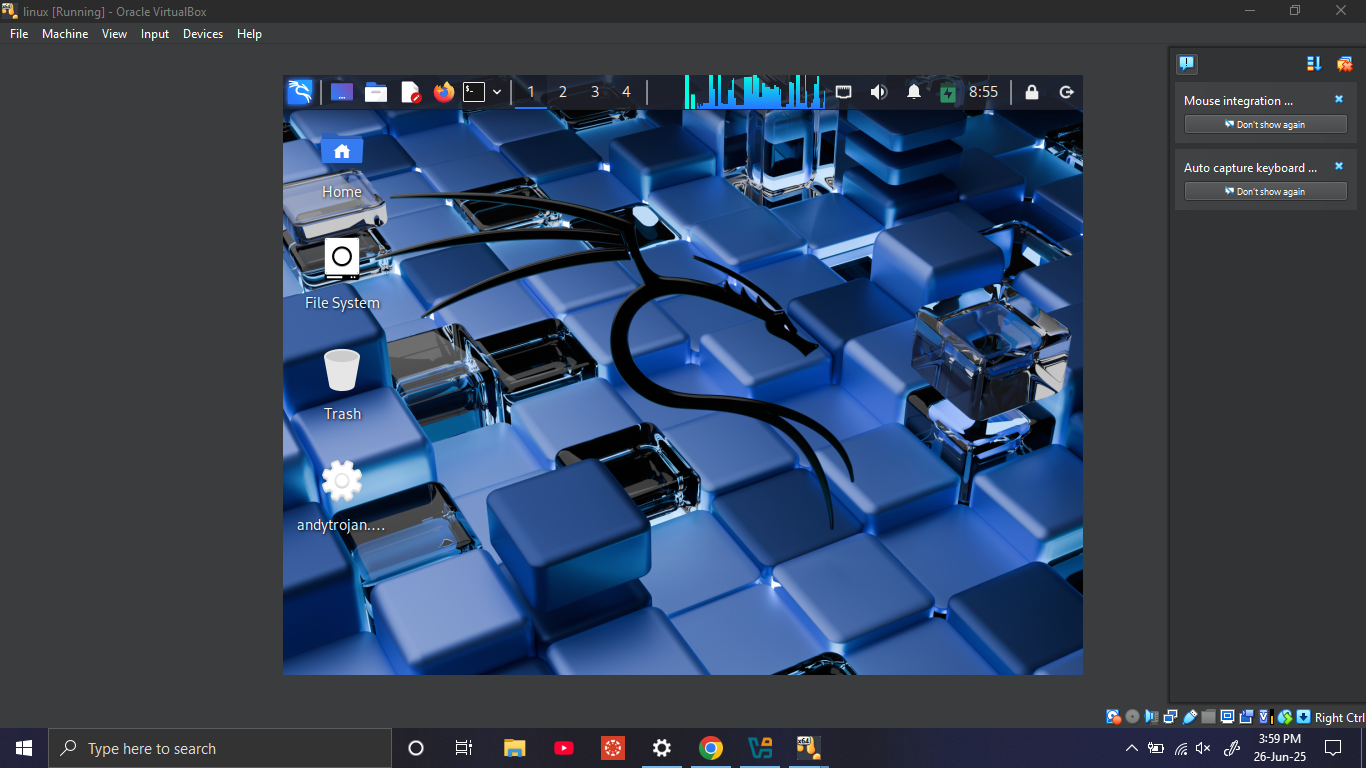 linux [Running] - Oracle VirtualBox
File Machine View Input Devices Help
1 2 3 4 8:55
Home
File System
Trash
andytrojan....
Mouse integration ...
Don't show again
Auto capture keyboard ...
Don't show again
Right Ctrl
Type here to search
3:59 PM
26-Jun-25